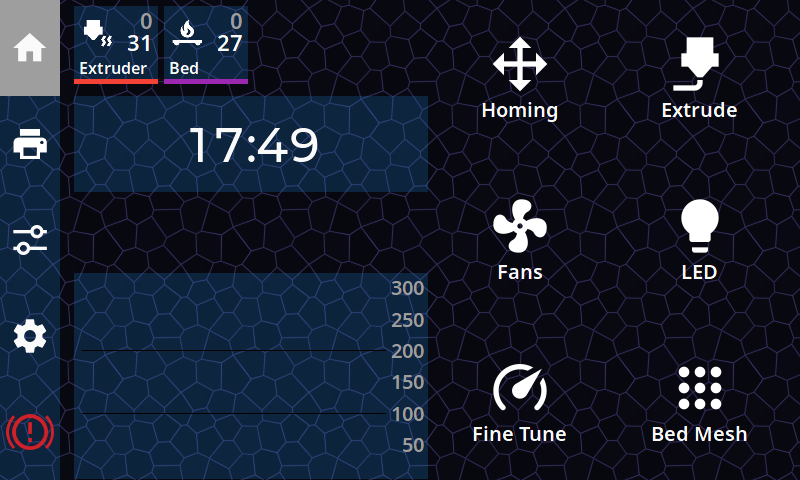 0
31
Extruder
0
27
Bed
17:49
300
250
200
150
100
50
Homing
Extrude
Fans
LED
Fine Tune
Bed Mesh